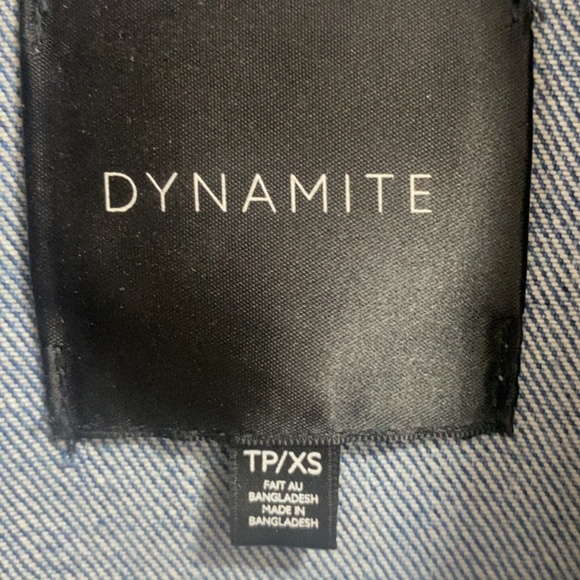 DYNAMITE
TP/XS
FAIT AU
BANGLADESH
MADE IN
BANGLADESH